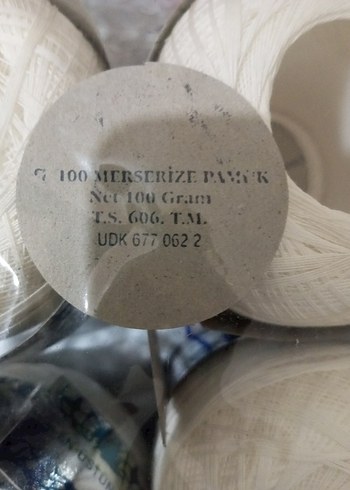 % 100 MERSERİZE PAMUK
Net 100 Gram
T.S. 606. T.M.
UDK 677 062 2